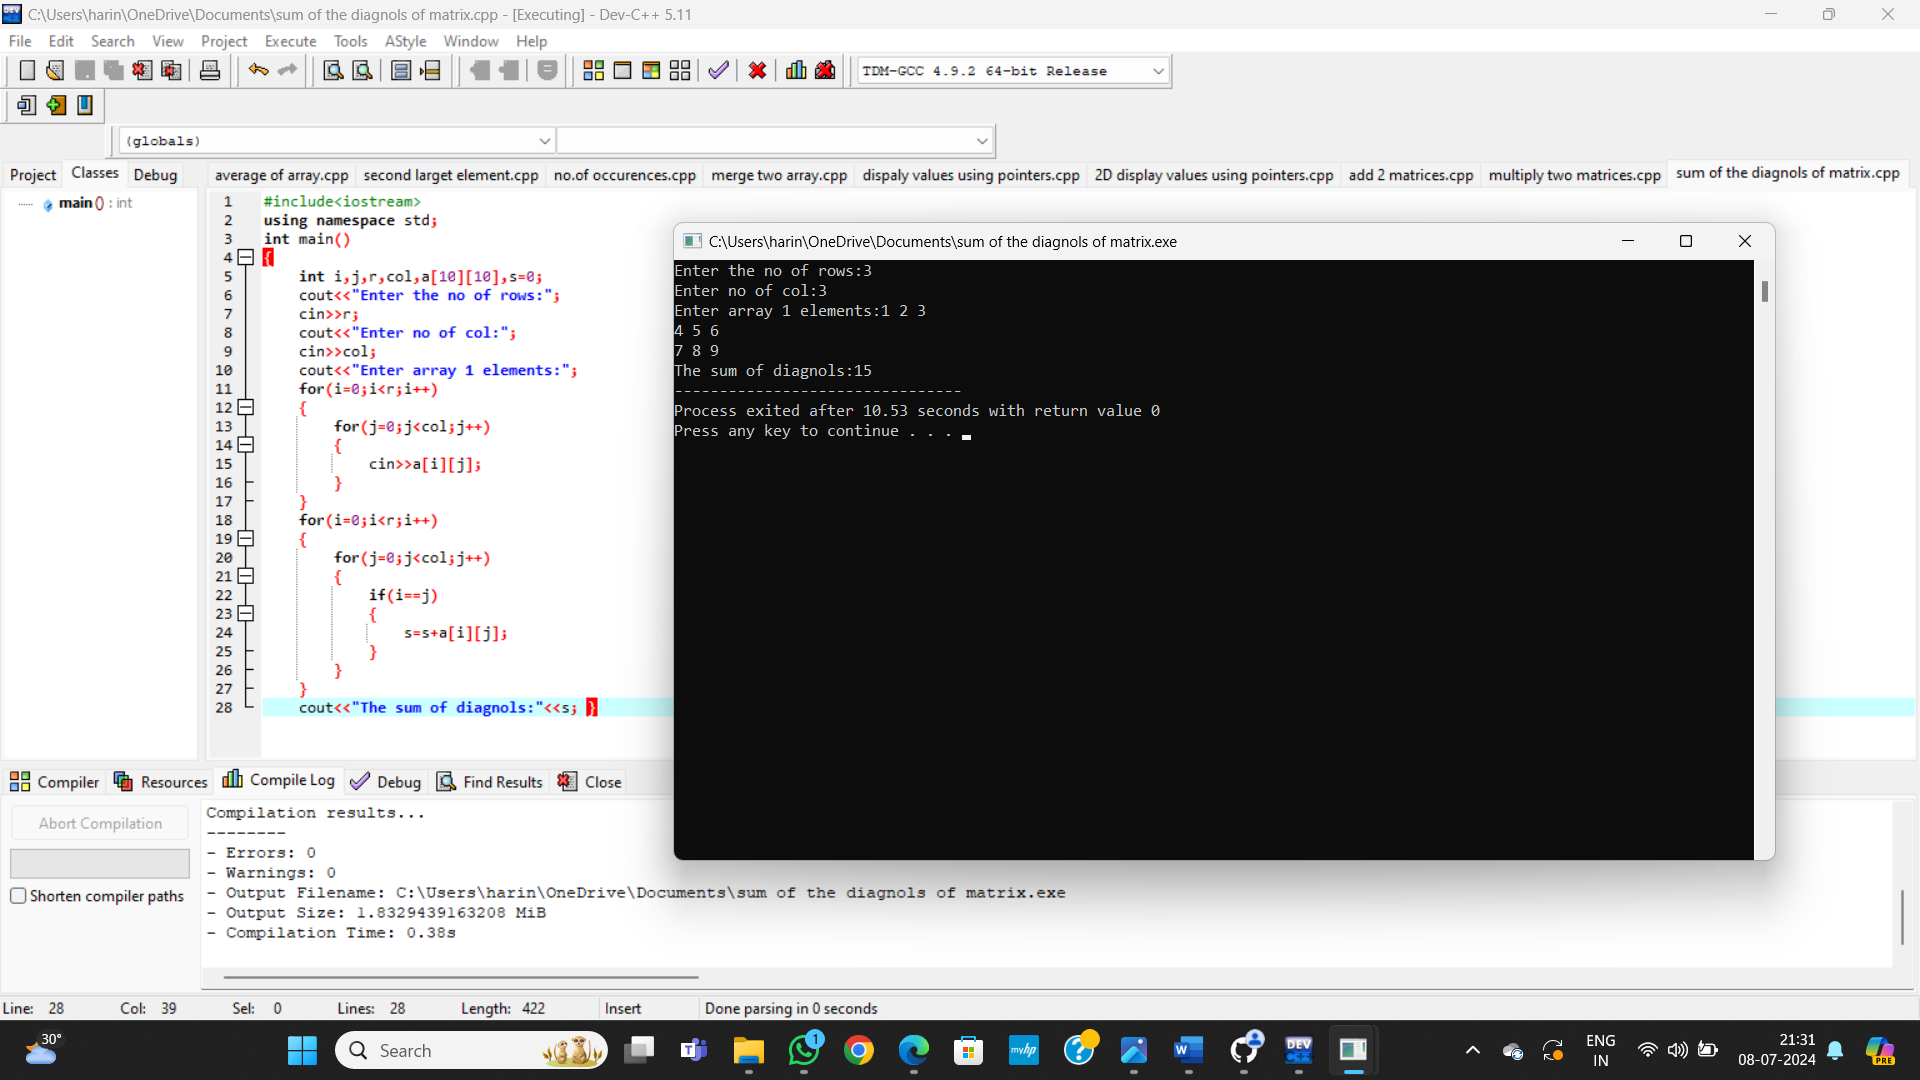 C:\Users\harin\OneDrive\Documents\sum of the diagnols of matrix.cpp - [Executing] - Dev-C++ 5.11
File Edit Search View Project Execute Tools AStyle Window Help
TDM-GCC 4.9.2 64-bit Release
(globals)
Project Classes Debug
average of array.cpp second larget element.cpp no.of occurences.cpp merge two array.cpp dispaly values using pointers.cpp 2D display values using pointers.cpp add 2 matrices.cpp multiply two matrices.cpp sum of the diagnols of matrix.cpp
main () : int
1 #include<iostream>
2 using namespace std;
3 int main()
4 {
5 int i,j,r,col,a[10][10],s=0;
6 cout<<"Enter the no of rows:";
7 cin>>r;
8 cout<<"Enter no of col:";
9 cin>>col;
10 cout<<"Enter array 1 elements:";
11 for(i=0;i<r;i++)
12 {
13 for(j=0;j<col;j++)
14 {
15 cin>>a[i][j];
16 }
17 }
18 for(i=0;i<r;i++)
19 {
20 for(j=0;j<col;j++)
21 {
22 if(i==j)
23 {
24 s=s+a[i][j];
25 }
26 }
27 }
28 cout<<"The sum of diagnols:"<<s; }
C:\Users\harin\OneDrive\Documents\sum of the diagnols of matrix.exe
Enter the no of rows:3
Enter no of col:3
Enter array 1 elements:1 2 3
4 5 6
7 8 9
The sum of diagnols:15
--------------------------------
Process exited after 10.53 seconds with return value 0
Press any key to continue . . .
Compiler Resources Compile Log Debug Find Results Close
Abort Compilation
Shorten compiler paths
Compilation results...
--------
- Errors: 0
- Warnings: 0
- Output Filename: C:\Users\harin\OneDrive\Documents\sum of the diagnols of matrix.exe
- Output Size: 1.8329439163208 MiB
- Compilation Time: 0.38s
Line: 28 Col: 39 Sel: 0 Lines: 28 Length: 422 Insert Done parsing in 0 seconds
30°
Search
1
myhp
DEV
ENG
IN
21:31
08-07-2024
PRE